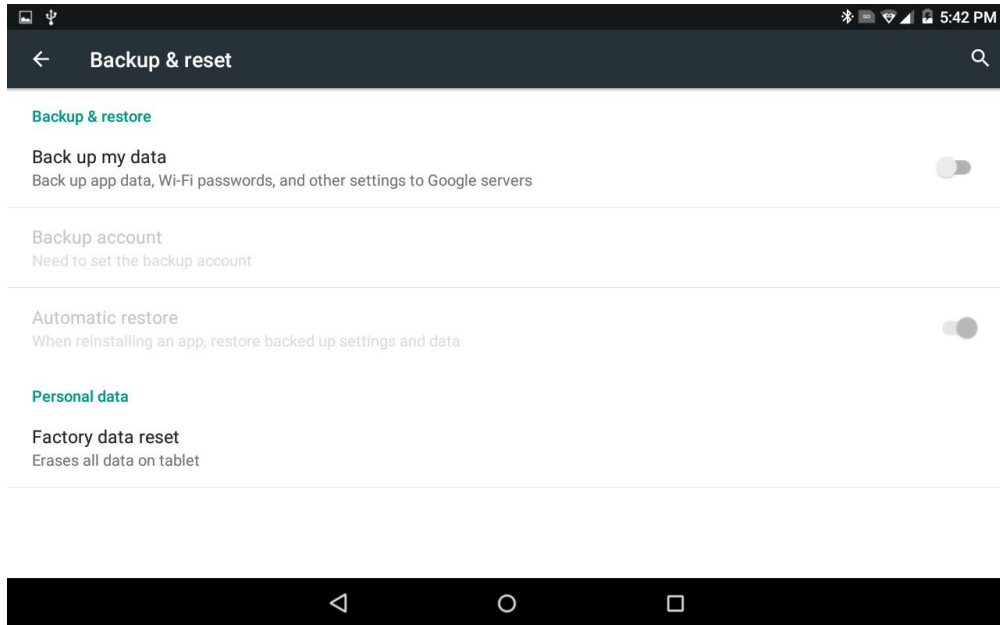 5:42 PM
Backup & reset
Backup & restore
Back up my data
Back up app data, Wi-Fi passwords, and other settings to Google servers
Backup account
Need to set the backup account
Automatic restore
When reinstalling an app, restore backed up settings and data
Personal data
Factory data reset
Erases all data on tablet